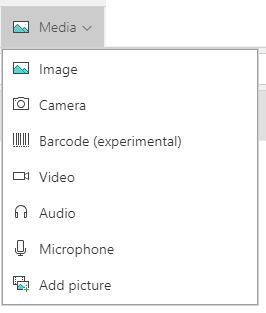 Media
Image
Camera
Barcode (experimental)
Video
Audio
Microphone
Add picture